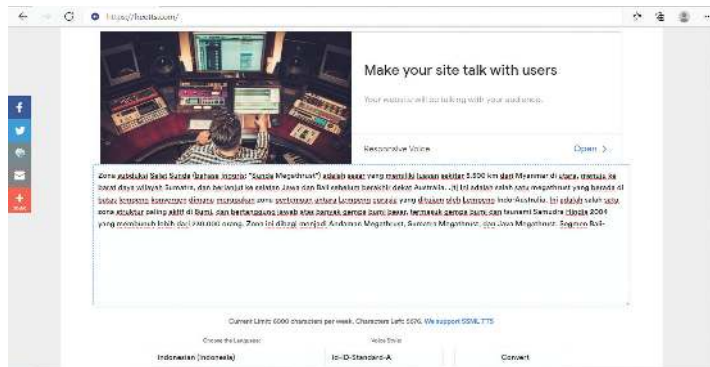 https://freetts.com/
Make your site talk with users
Your website will be talking with your audience.
Responsive Voice
Open >
Zona subduksi Selat Sunda (bahasa Inggris: "Sunda Megathrust") adalah sesar yang memiliki luasan sekitar 5.500 km dari Myanmar di utara, menuju ke
barat daya wilayah Sumatra, dan berlanjut ke selatan Jawa dan Bali sebelum berakhir dekat Australia. Ini adalah salah satu megathrust yang berada di
batas lempeng konvergen dimana merupakan zona pertemuan antara Lempeng eurasia yang ditujam oleh Lempeng Indo-Australia. Ini adalah salah satu
zona struktur paling aktif di Bumi, dan bertanggung jawab atas banyak gempa bumi besar, termasuk gempa bumi dan tsunami Samudra Hindia 2004
yang membunuh lebih dari 230.000 orang. Zona ini dibagi menjadi Andaman Megathrust, Sumatra Megathrust, dan Java Megathrust. Segmen Bali-
Current Limit: 6000 characters per week. Characters Left: 5676. We support SSML TTS
Choose the Language:
Voice Style:
Indonesian (Indonesia)
id-ID-Standard-A
Convert